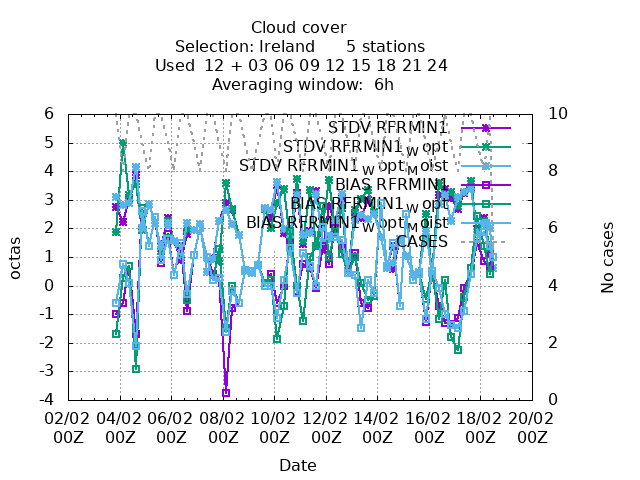 Cloud cover
Selection: Ireland 5 stations
Used 12 + 03 06 09 12 15 18 21 24
Averaging window: 6h
6 10
STDV RFRMIN1
5
STDV RFRMIN1_W opt
STDV RFRMIN1_W opt_M oist
4 8
BIAS RFRMIN1
3
BIAS RFRMIN1_W opt
BIAS RFRMIN1_W opt_M oist
2 6
CASES
1
octas No cases
0 4
-1
-2 2
-3
-4 0
02/02 04/02 06/02 08/02 10/02 12/02 14/02 16/02 18/02 20/02
00Z 00Z 00Z 00Z 00Z 00Z 00Z 00Z 00Z 00Z
Date